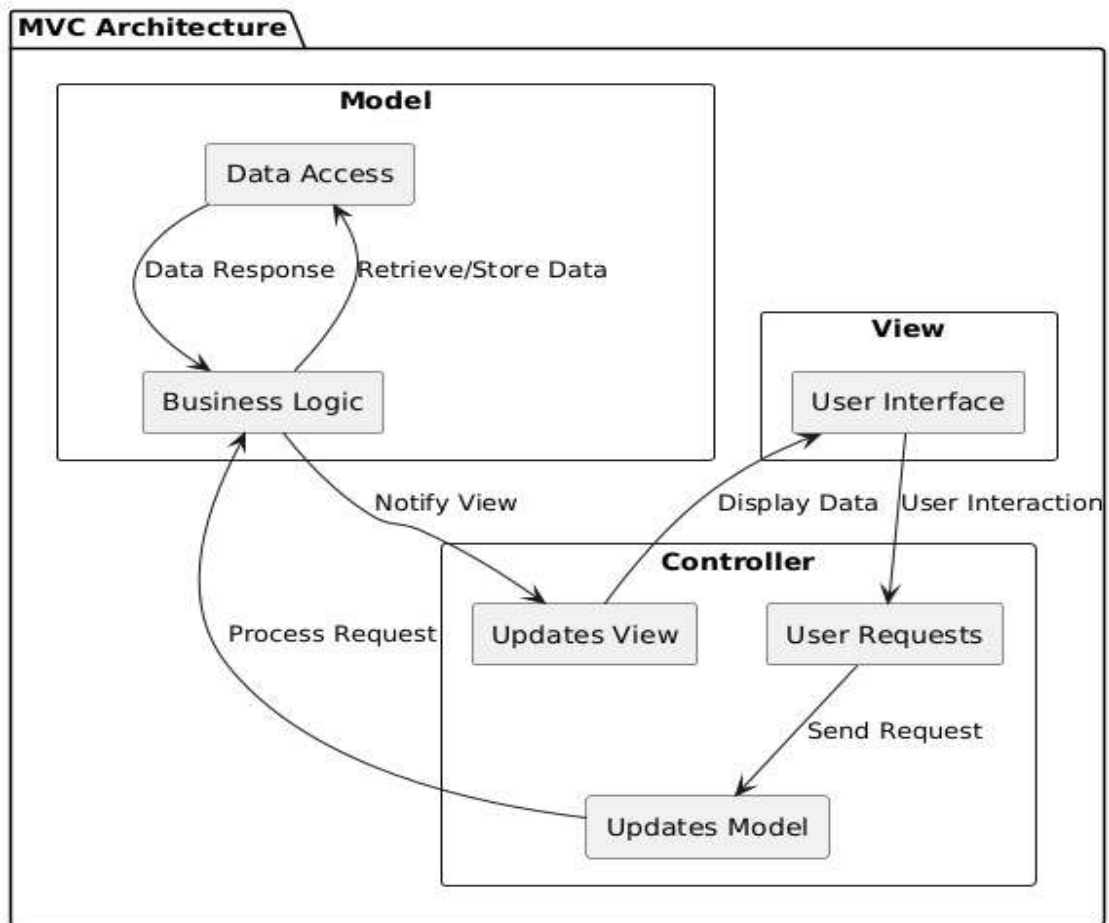 MVC Architecture
Model
Data Access
Data Response
Retrieve/Store Data
Business Logic
View
User Interface
Notify View
Display Data
User Interaction
Controller
Updates View
User Requests
Process Request
Send Request
Updates Model